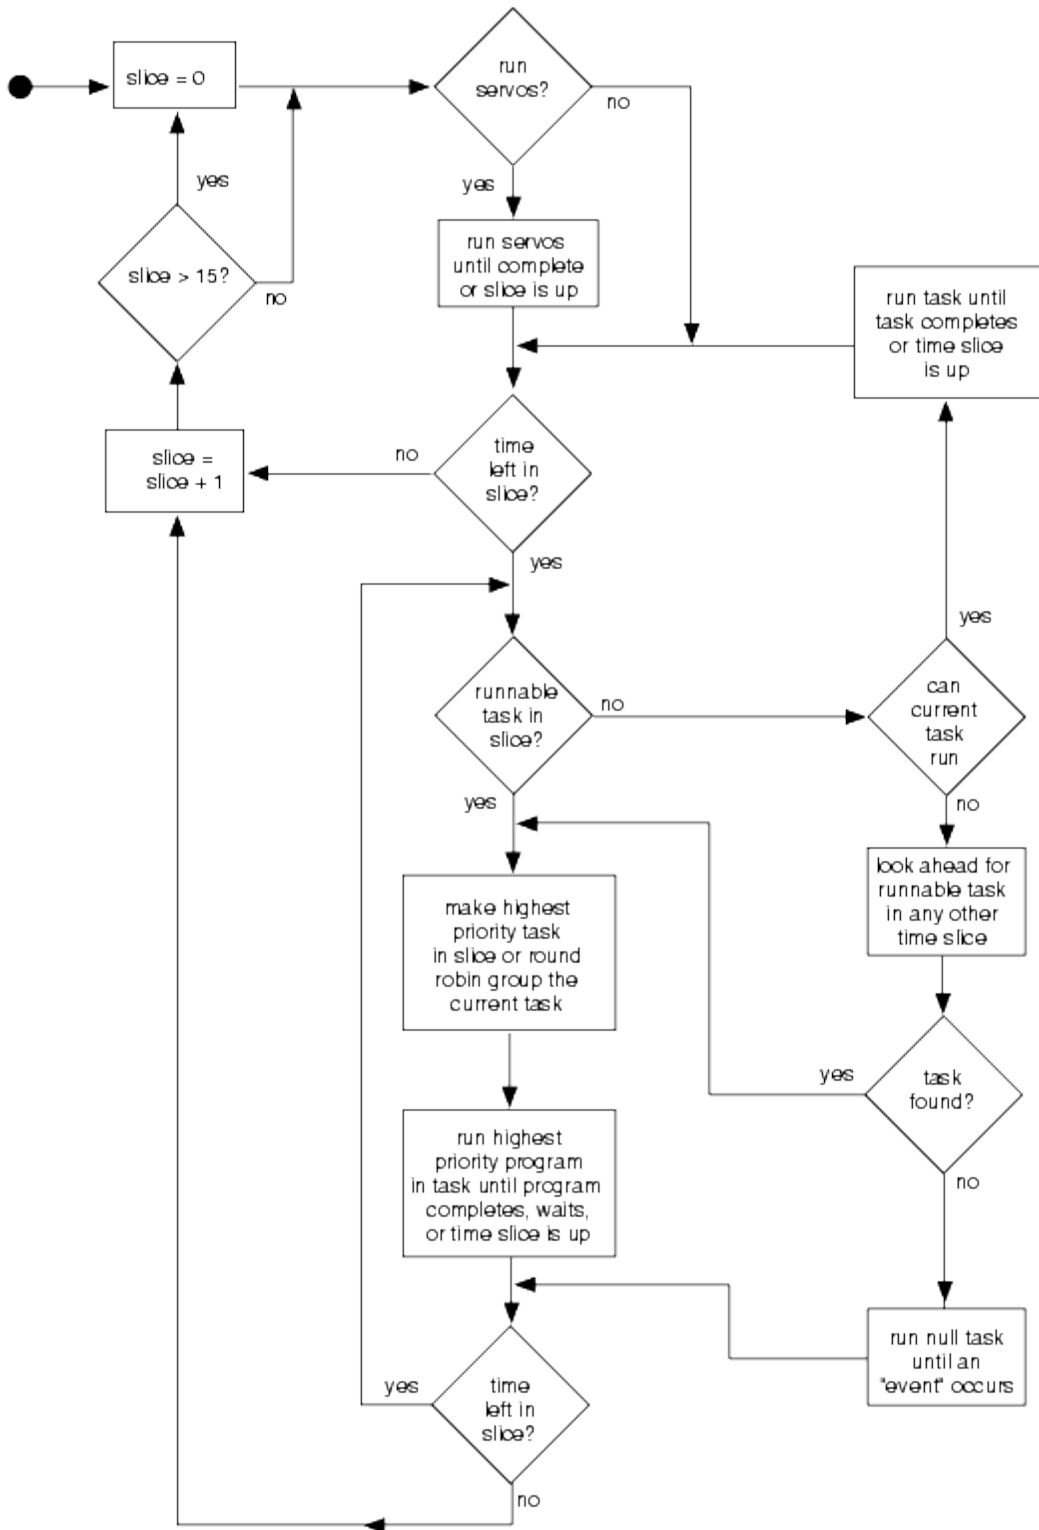 slice = 0
run
servos?
no
yes
yes
slice > 15?
no
run servos
until complete
or slice is up
run task until
task completes
or time slice
is up
slice =
slice + 1
no
time
left in
slice?
yes
yes
runnable
task in
slice?
no
can
current
task
run
yes
no
make highest
priority task
in slice or round
robin group the
current task
look ahead for
runnable task
in any other
time slice
yes
task
found?
no
run highest
priority program
in task until program
completes, waits,
or time slice is up
run null task
until an
"event" occurs
yes
time
left in
slice?
no